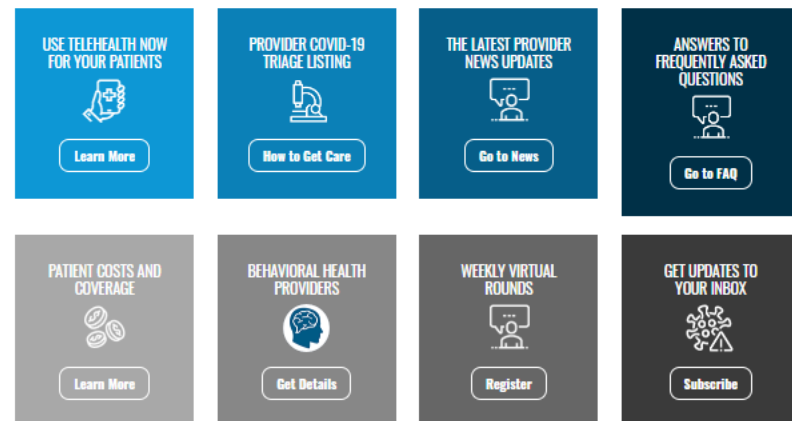 USE TELEHEALTH NOW
FOR YOUR PATIENTS
Learn More
PROVIDER COVID-19
TRIAGE LISTING
How to Get Care
THE LATEST PROVIDER
NEWS UPDATES
Go to News
ANSWERS TO
FREQUENTLY ASKED
QUESTIONS
Go to FAQ
PATIENT COSTS AND
COVERAGE
Learn More
BEHAVIORAL HEALTH
PROVIDERS
Get Details
WEEKLY VIRTUAL
ROUNDS
Register
GET UPDATES TO
YOUR INBOX
Subscribe